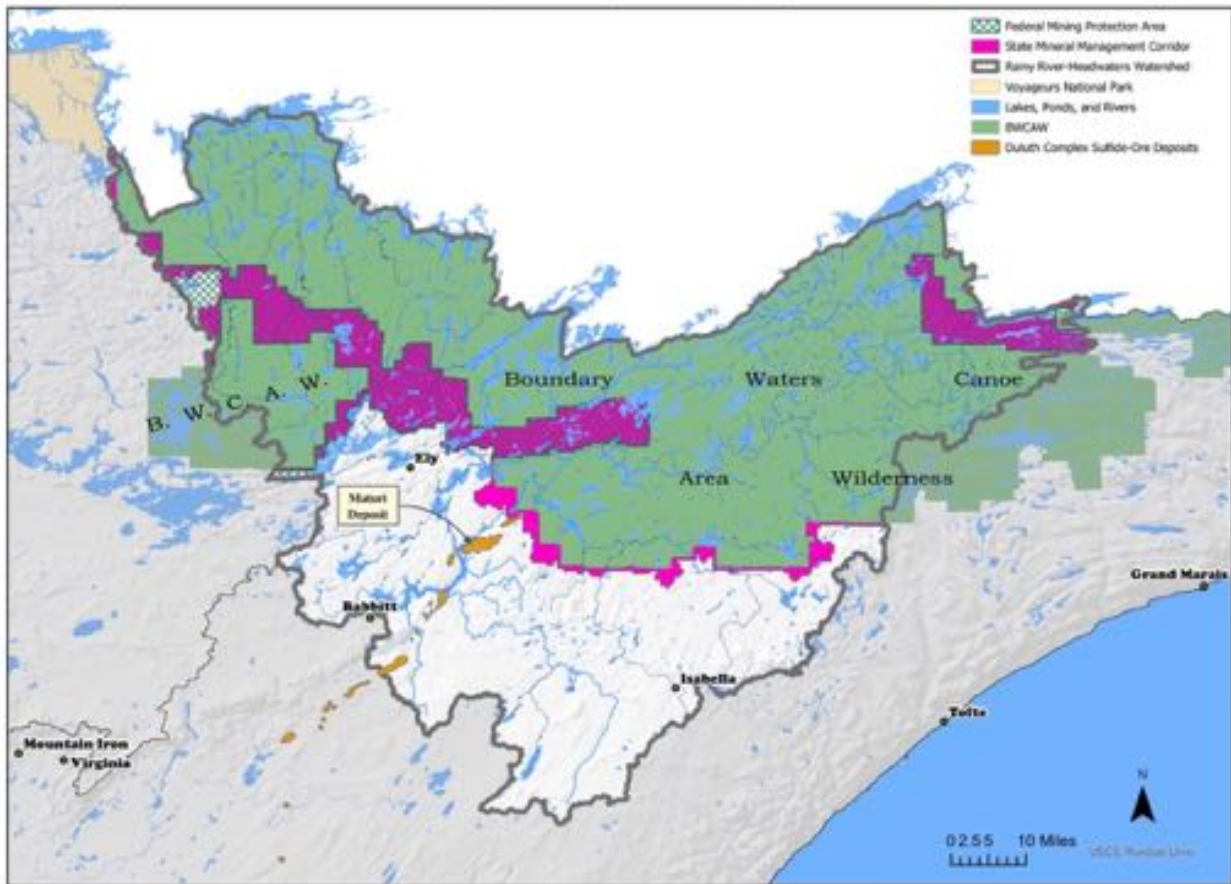 Federal Mining Protection Area
State Mineral Management Corridor
Rainy River-Headwaters Watershed
Voyageurs National Park
Lakes, Ponds, and Rivers
BWCAW
Duluth Complex Sulfide-Ore Deposits
Boundary Waters Canoe
B. W. C. A. W.
Ely
Area Wilderness
Maturi
Deposit
Grand Marais
Babbitt
Isabella
Tofte
Mountain Iron
Virginia
N
0 2.5 5 10 Miles